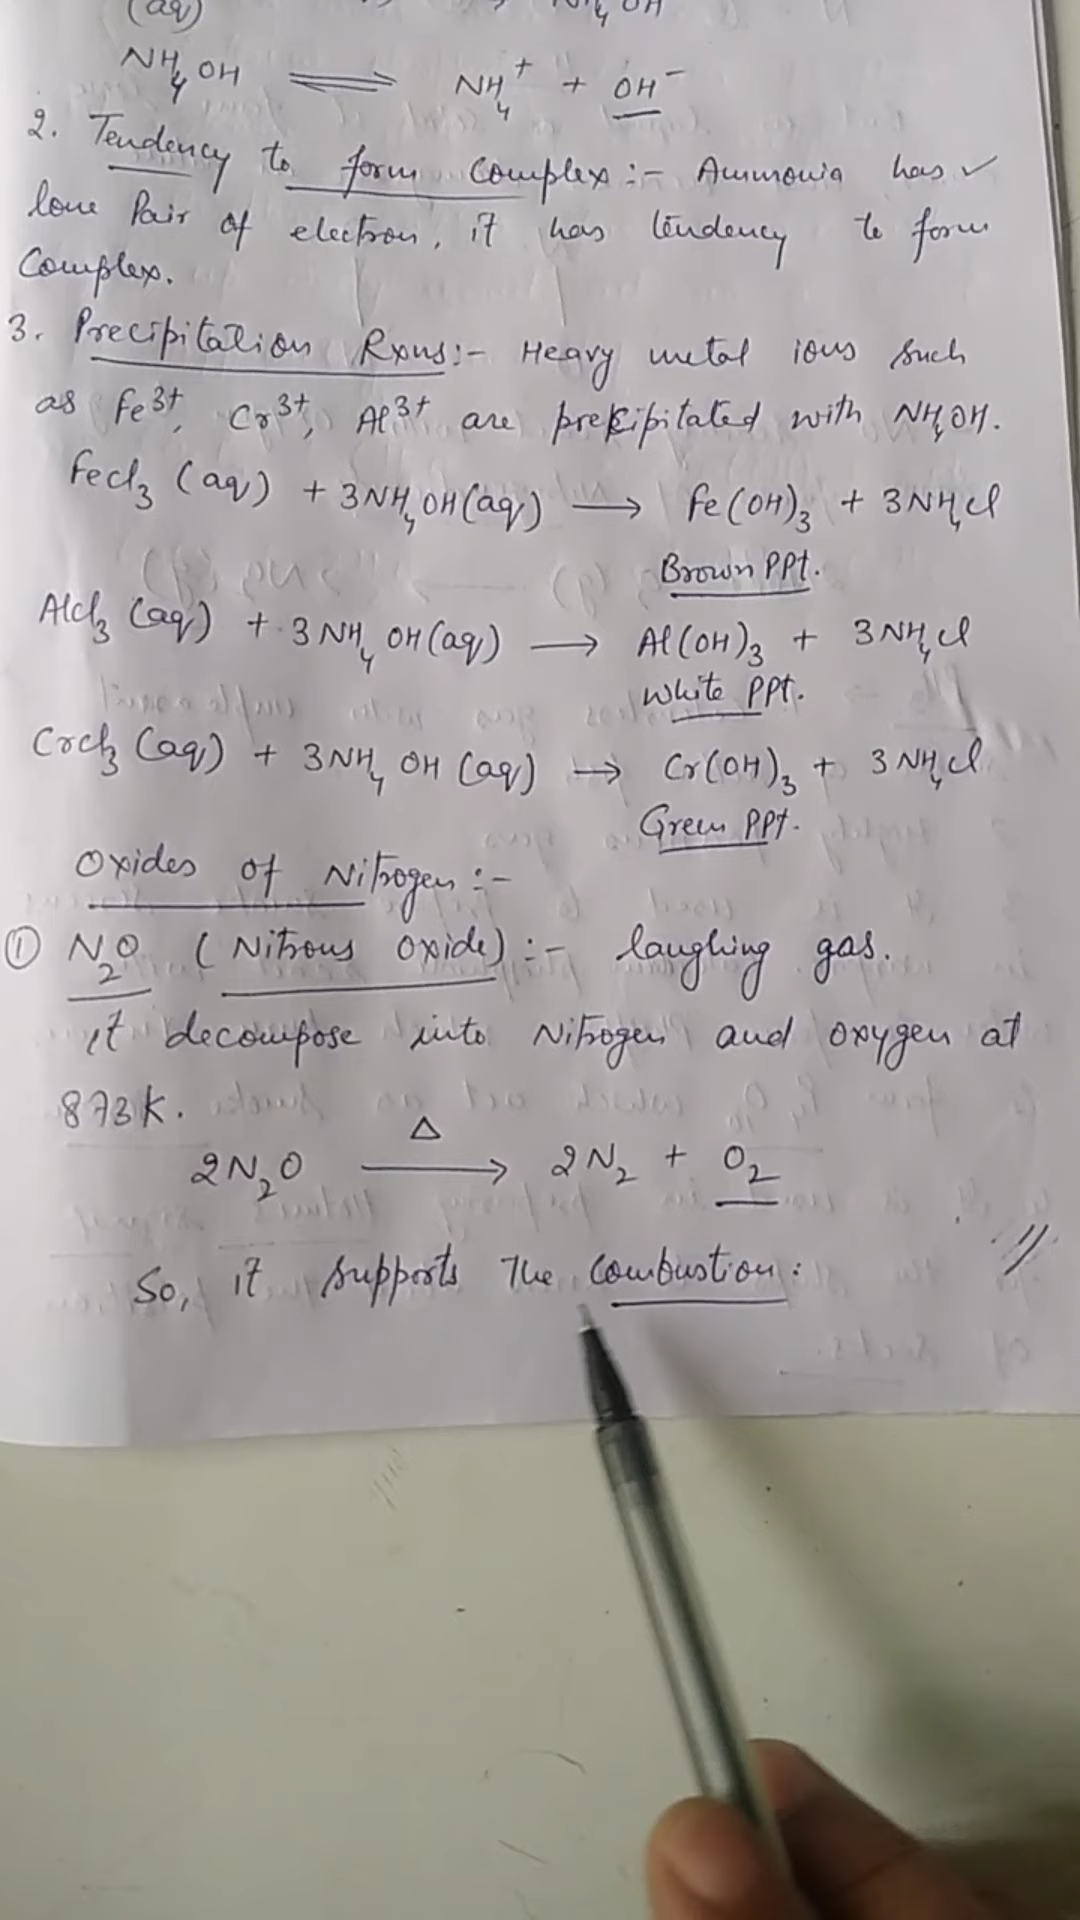 (aq) → NH4OH
NH4OH ⇌ NH4+ + OH-
2. Tendency to form Complex :- Ammonia has ✓
lone Pair of electron, it has tendency to form
Complex.
3. Precipitation Rxns :- Heavy metal ions such
as Fe3+, Cr3+, Al3+ are precipitated with NH4OH.
FeCl3 (aq) + 3NH4OH(aq) → Fe(OH)3 + 3NH4Cl
Brown PPt.
AlCl3 (aq) + 3NH4OH(aq) → Al(OH)3 + 3NH4Cl
White PPt.
CrCl3 (aq) + 3NH4OH (aq) → Cr(OH)3 + 3NH4Cl
Green PPt.
Oxides of Nitrogen :-
① N2O (Nitrous Oxide) :- laughing gas.
it decompose into Nitrogen and oxygen at
873K.
Δ
2N2O → 2N2 + O2
So, it supports The Combustion.